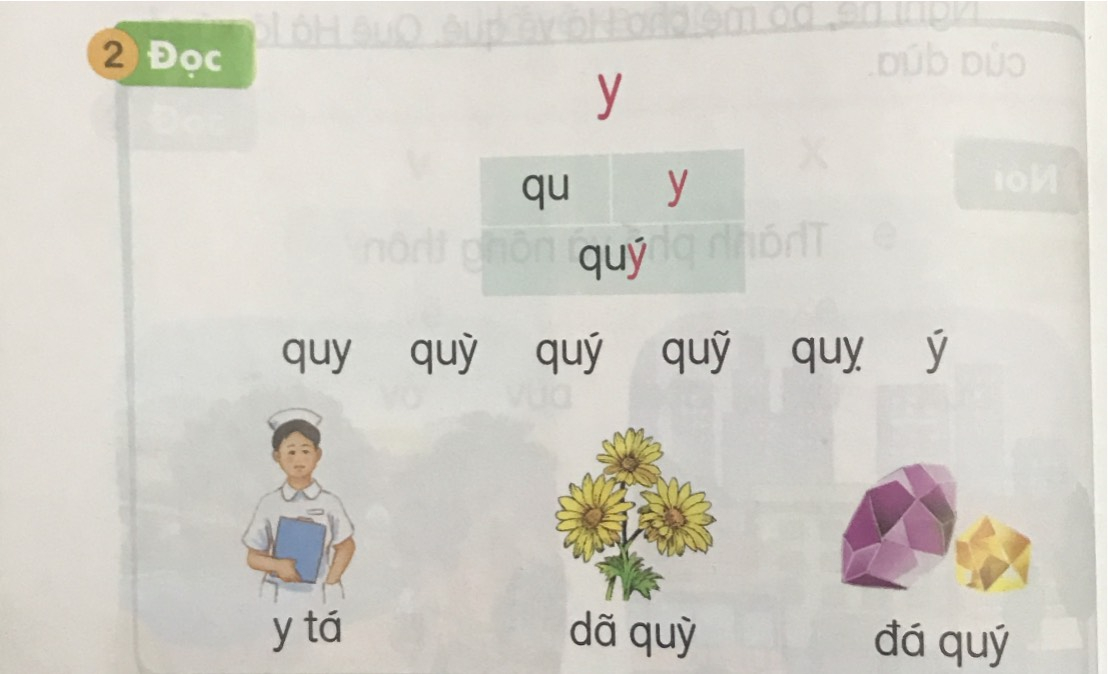 2 Đọc
y
qu y
quý
quy quỳ quý quỹ quỵ ý
y tá dã quỳ đá quý